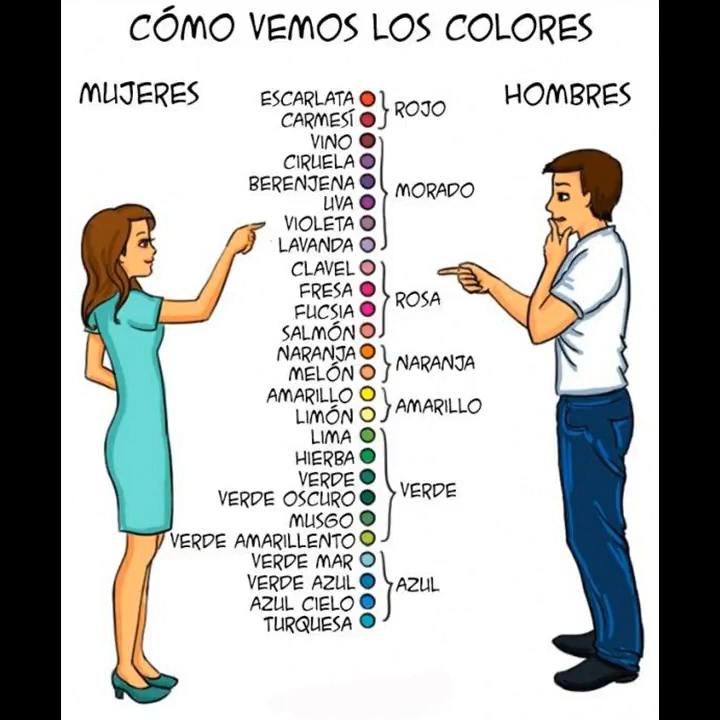 CÓMO VEMOS LOS COLORES
MUJERES
HOMBRES
ESCARLATA
CARMESÍ
ROJO
VINO
CIRUELA
BERENJENA
UVA
VIOLETA
LAVANDA
MORADO
CLAVEL
FRESA
FUCSIA
SALMÓN
ROSA
NARANJA
MELÓN
NARANJA
AMARILLO
LIMÓN
AMARILLO
LIMA
HIERBA
VERDE
VERDE OSCURO
MUSGO
VERDE AMARILLENTO
VERDE
VERDE MAR
VERDE AZUL
AZUL CIELO
TURQUESA
AZUL